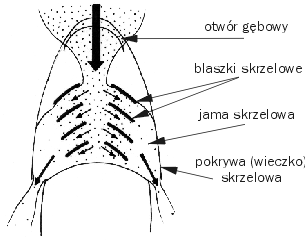 otwór gębowy
blaszki skrzelowe
jama skrzelowa
pokrywa (wieczko)
skrzelowa